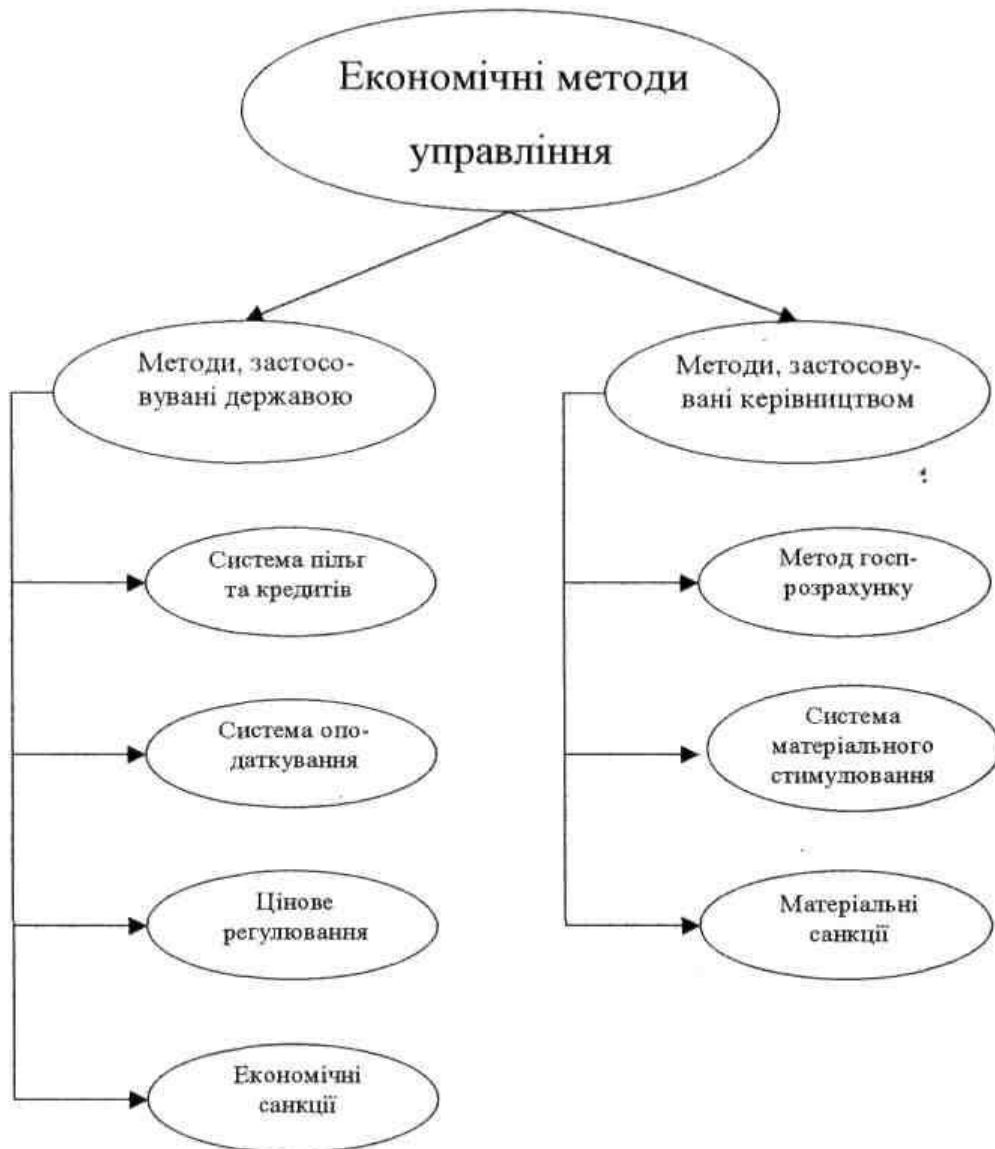 Економічні методи
управління
Методи, застосо-
вувані державою
Методи, застосову-
вані керівництвом
Система пільг
та кредитів
Метод госп-
розрахунку
Система опо-
даткування
Система
матеріального
стимулювання
Цінове
регулювання
Матеріальні
санкції
Економічні
санкції